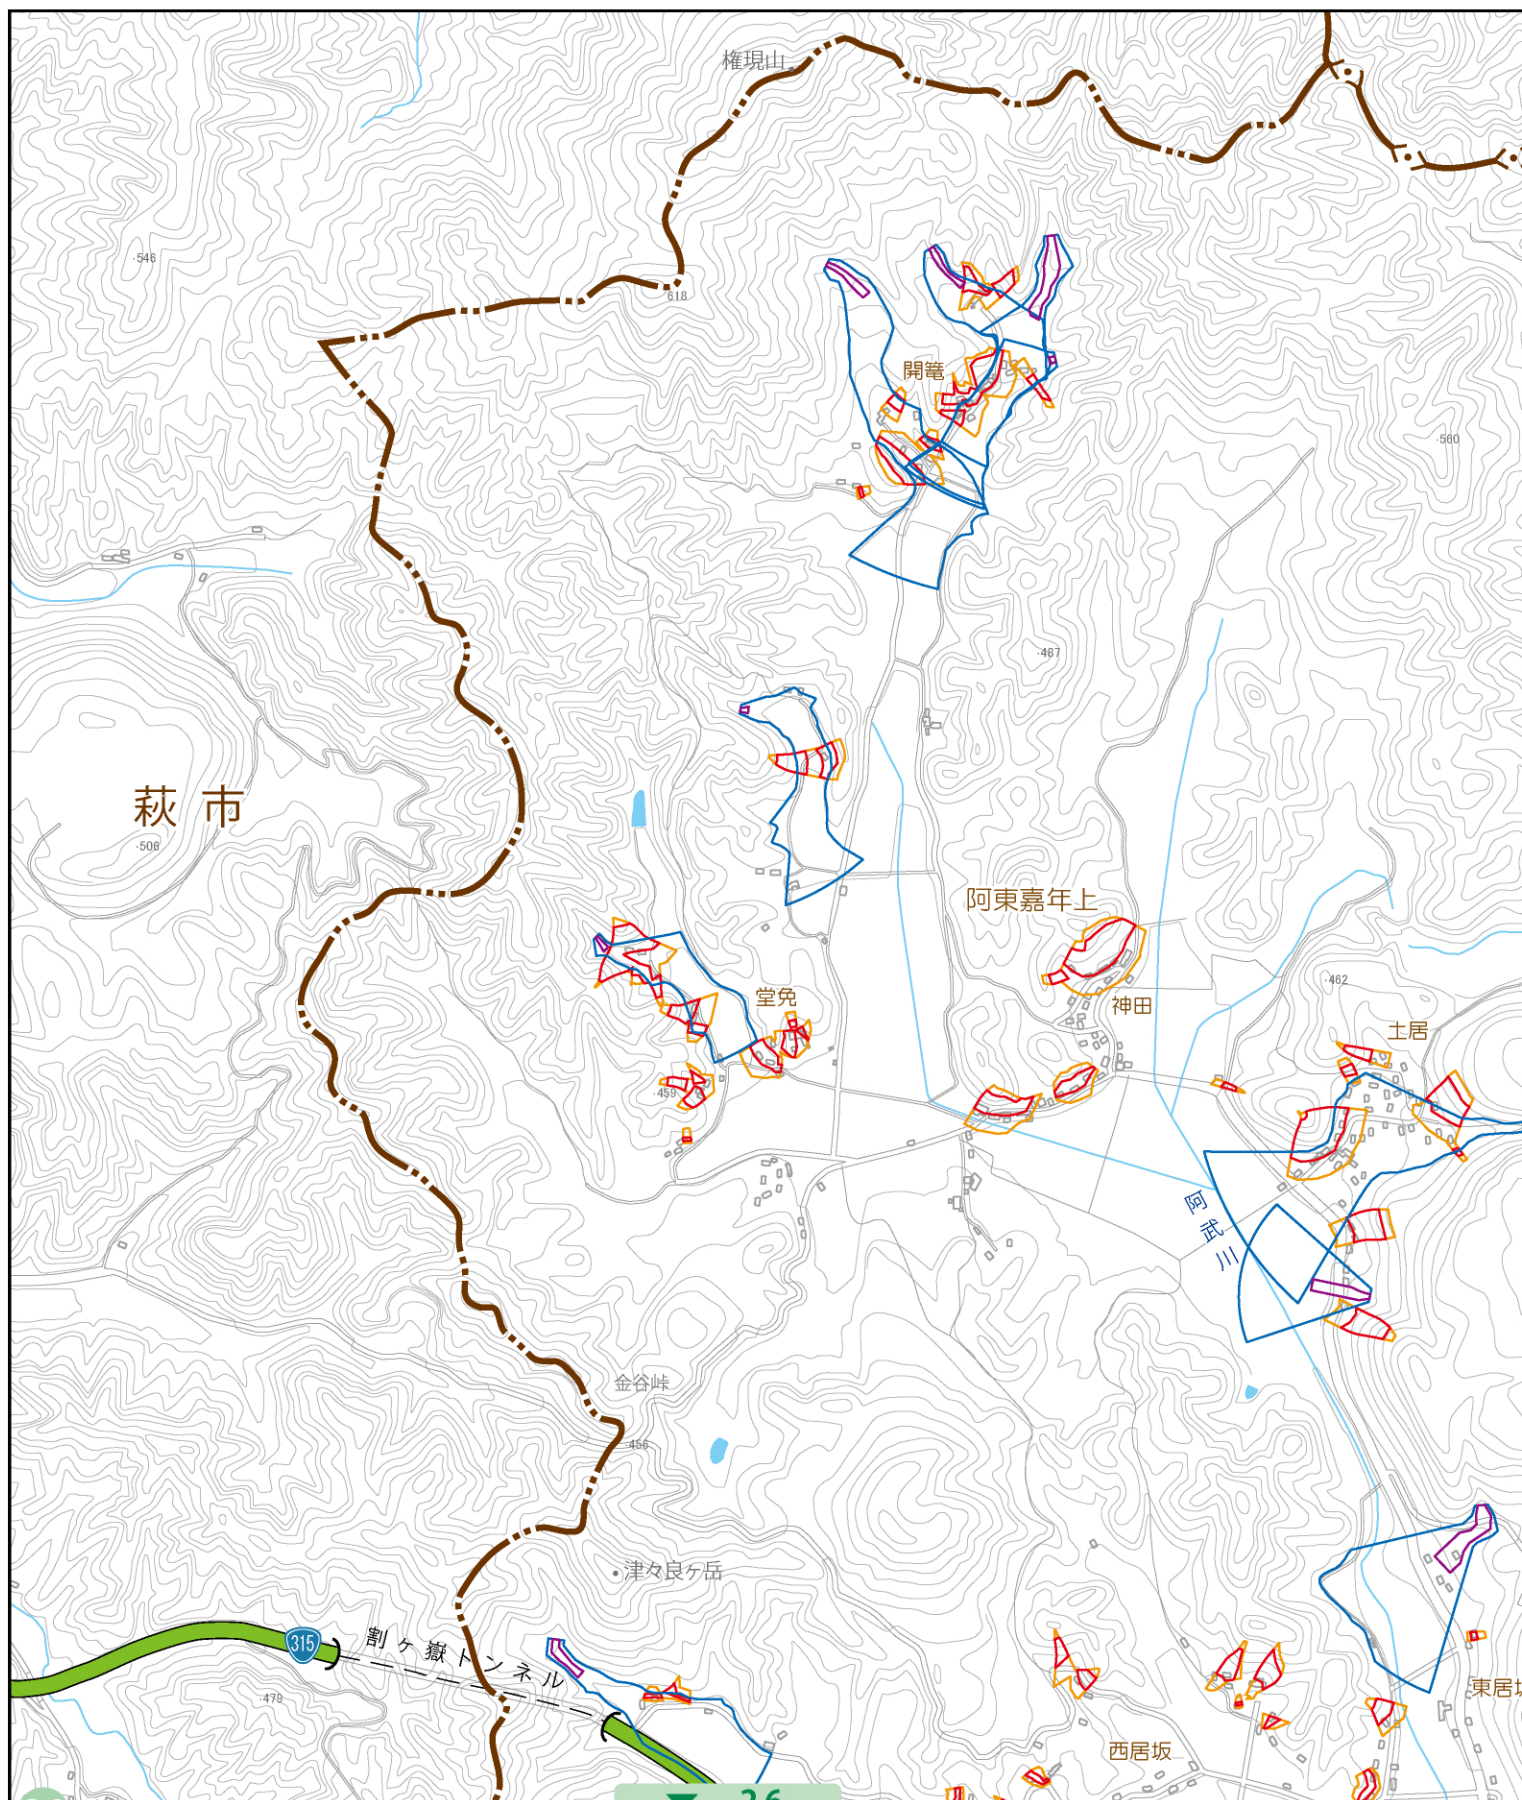 権現山
・546
618
開篭
・560
・487
萩 市
・506
阿東嘉年上
堂免
神田
・462
土居
・459
阿武川
金谷峠
・456
・津々良ヶ岳
315
割ヶ嶽トンネル
・479
東居
西居坂
▼ 26